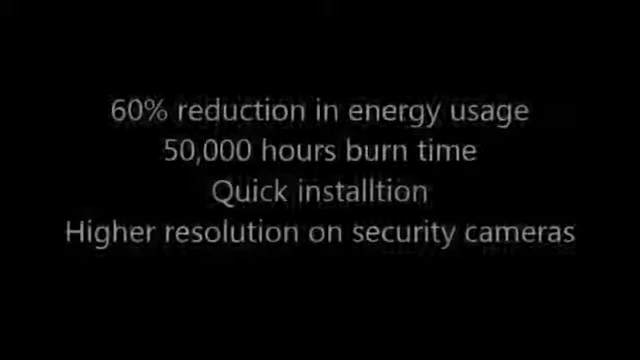 60% reduction in energy usage
50,000 hours burn time
Quick installtion
Higher resolution on security cameras